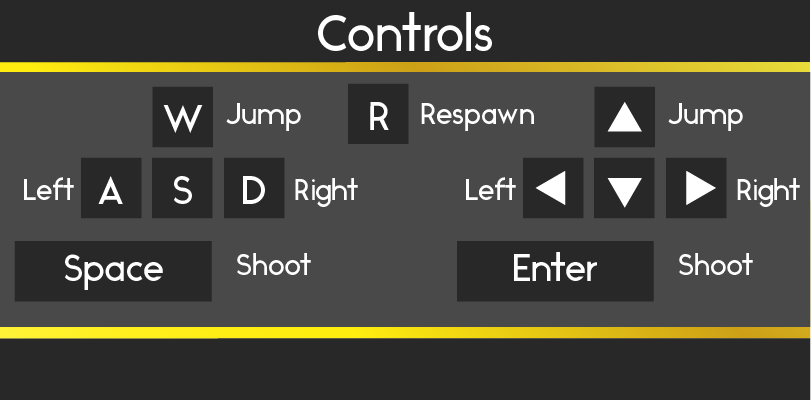 Controls
W Jump R Respawn ▲ Jump
Left A S D Right Left ◀ ▼ ▶ Right
Space Shoot Enter Shoot